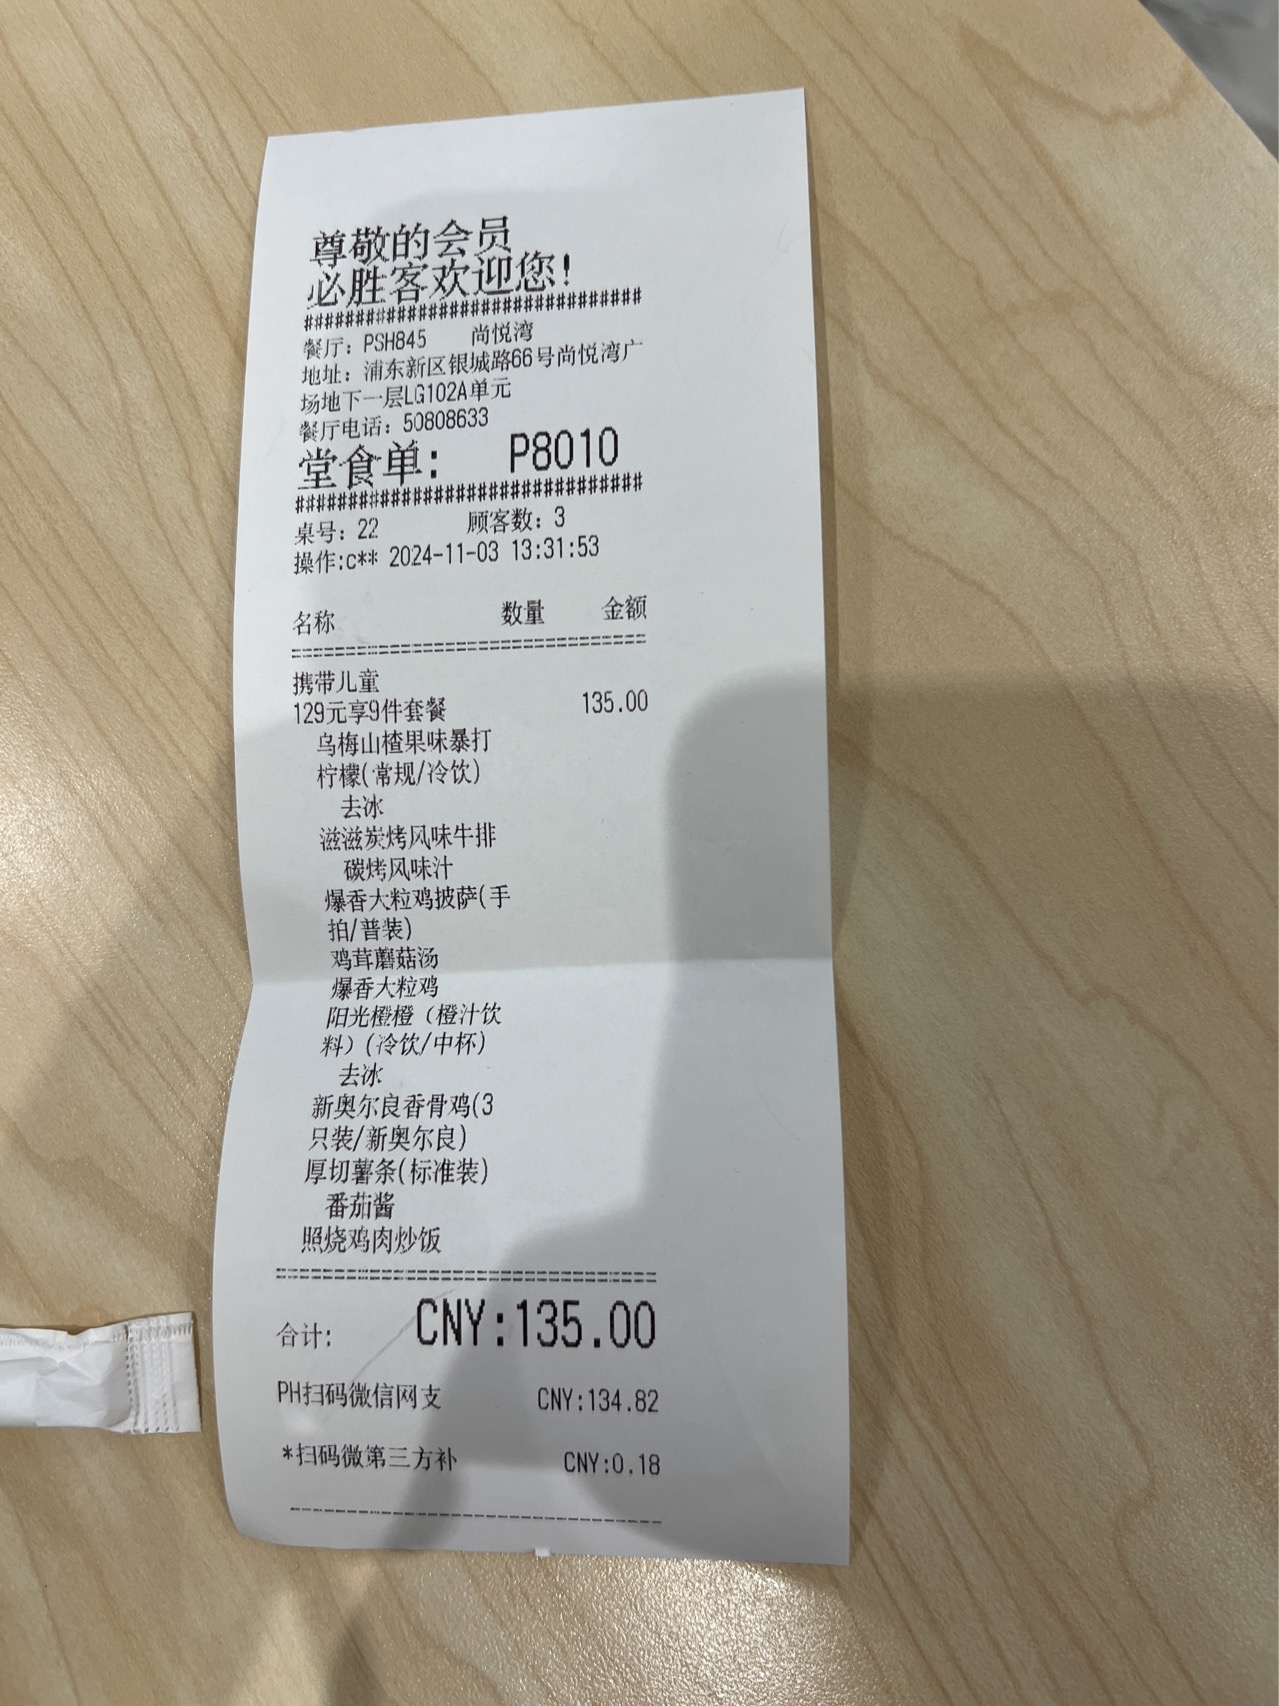 尊敬的会员
必胜客欢迎您!
################################
餐厅: PSH845 尚悦湾
地址: 浦东新区银城路66号尚悦湾广
场地下一层LG102A单元
餐厅电话: 50808633
堂食单: P8010
################################
桌号: 22 顾客数: 3
操作:c** 2024-11-03 13:31:53
名称 数量 金额
================================
携带儿童
129元享9件套餐 135.00
乌梅山楂果味暴打
柠檬(常规/冷饮)
去冰
滋滋炭烤风味牛排
碳烤风味汁
爆香大粒鸡披萨(手
拍/普装)
鸡茸蘑菇汤
爆香大粒鸡
阳光橙橙（橙汁饮
料）(冷饮/中杯)
去冰
新奥尔良香骨鸡(3
只装/新奥尔良)
厚切薯条(标准装)
番茄酱
照烧鸡肉炒饭
================================
合计: CNY:135.00
PH扫码微信网支 CNY:134.82
*扫码微第三方补 CNY:0.18
--------------------------------